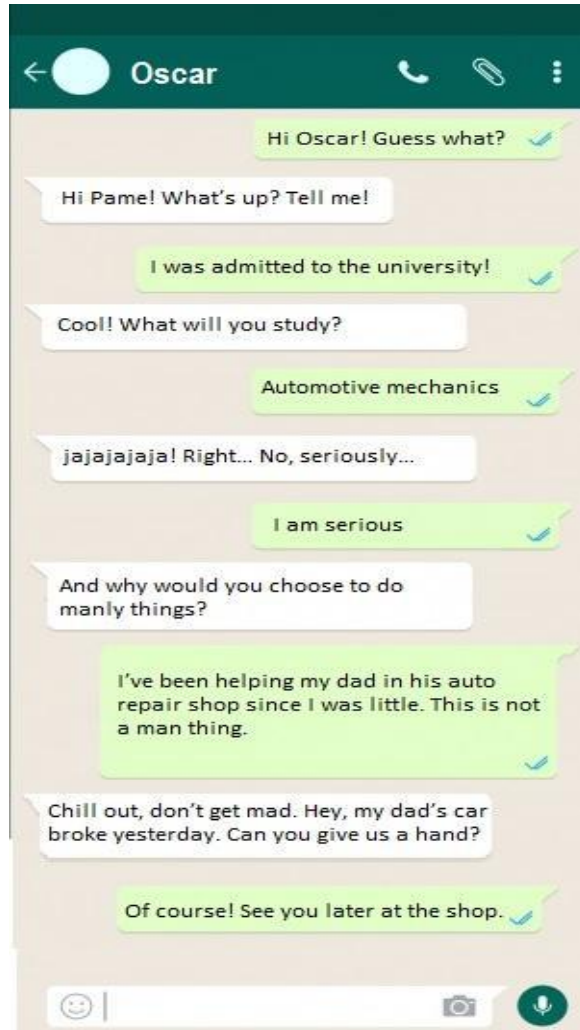 Oscar
Hi Oscar! Guess what?
Hi Pame! What's up? Tell me!
I was admitted to the university!
Cool! What will you study?
Automotive mechanics
jajajajaja! Right... No, seriously...
I am serious
And why would you choose to do
manly things?
I've been helping my dad in his auto
repair shop since I was little. This is not
a man thing.
Chill out, don't get mad. Hey, my dad's car
broke yesterday. Can you give us a hand?
Of course! See you later at the shop.